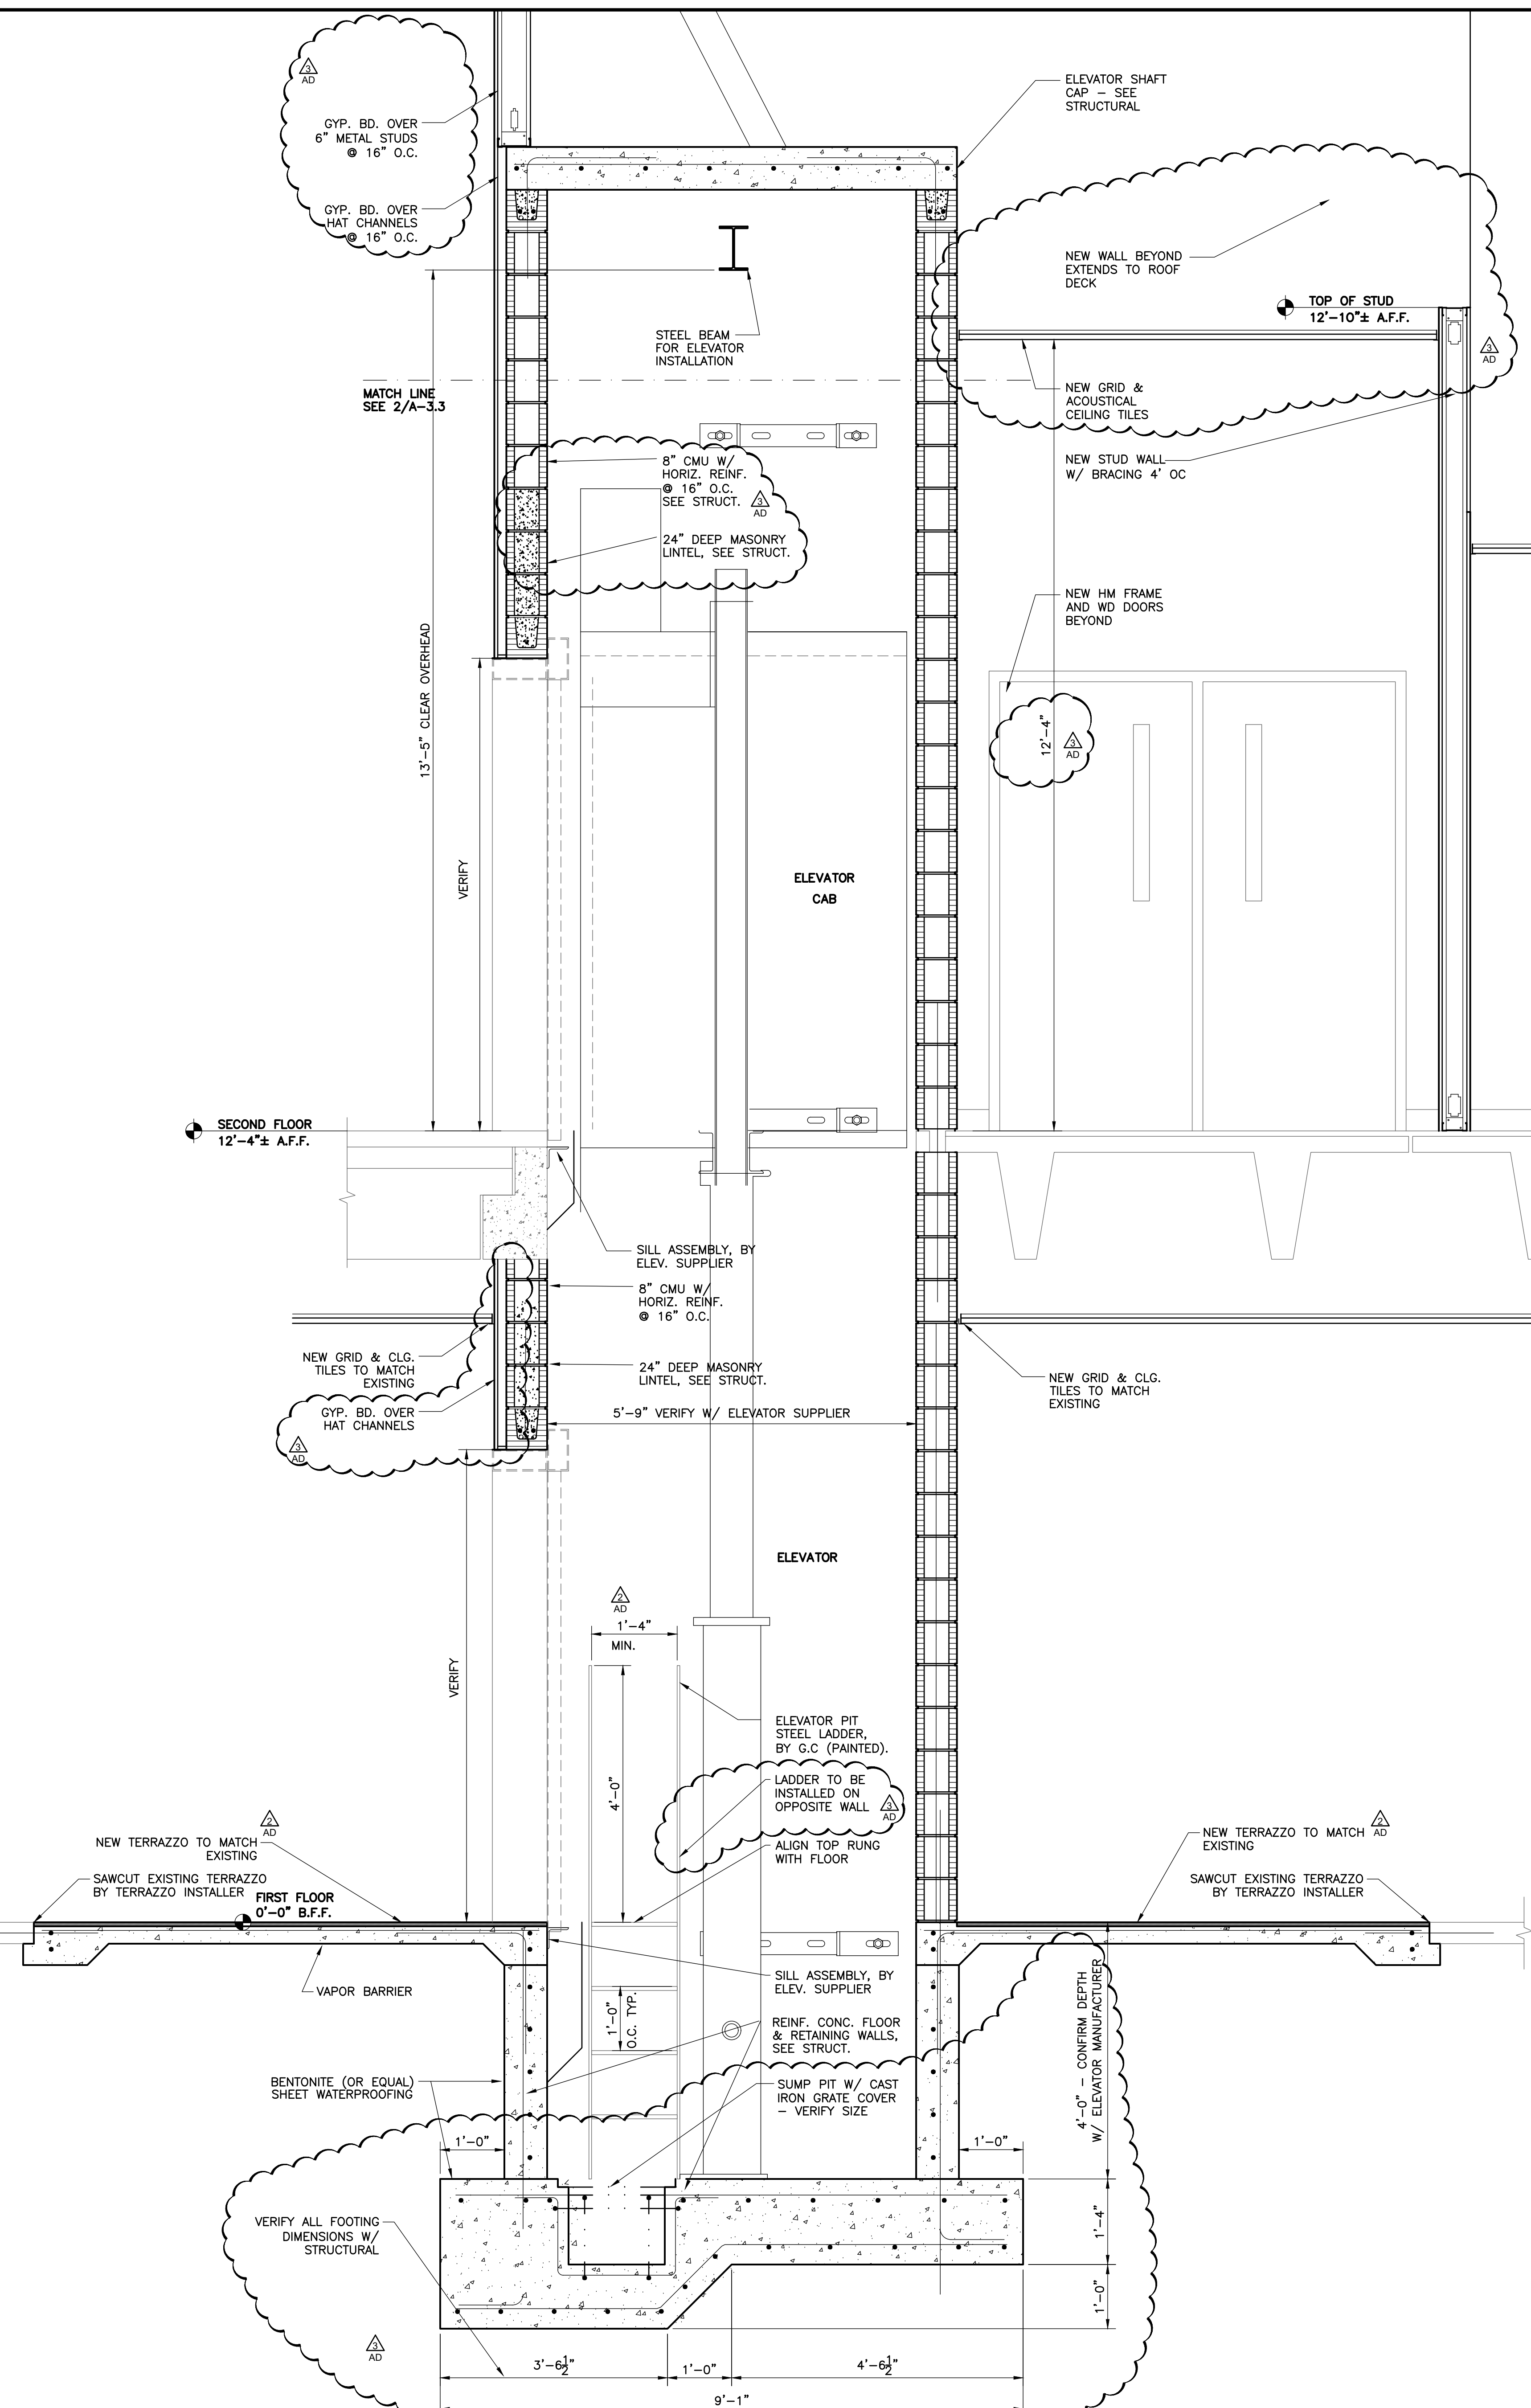 3
AD
GYP. BD. OVER
6" METAL STUDS
@ 16" O.C.
GYP. BD. OVER
HAT CHANNELS
@ 16" O.C.
ELEVATOR SHAFT
CAP – SEE
STRUCTURAL
NEW WALL BEYOND
EXTENDS TO ROOF
DECK
TOP OF STUD
12'-10"± A.F.F.
3
AD
STEEL BEAM
FOR ELEVATOR
INSTALLATION
MATCH LINE
SEE 2/A-3.3
NEW GRID &
ACOUSTICAL
CEILING TILES
NEW STUD WALL
W/ BRACING 4' OC
8" CMU W/
HORIZ. REINF.
@ 16" O.C.
SEE STRUCT.
3
AD
24" DEEP MASONRY
LINTEL, SEE STRUCT.
NEW HM FRAME
AND WD DOORS
BEYOND
13'-5" CLEAR OVERHEAD
12'-4"
3
AD
VERIFY
ELEVATOR
CAB
SECOND FLOOR
12'-4"± A.F.F.
SILL ASSEMBLY, BY
ELEV. SUPPLIER
8" CMU W/
HORIZ. REINF.
@ 16" O.C.
NEW GRID & CLG.
TILES TO MATCH
EXISTING
24" DEEP MASONRY
LINTEL, SEE STRUCT.
NEW GRID & CLG.
TILES TO MATCH
EXISTING
GYP. BD. OVER
HAT CHANNELS
3
AD
5'-9" VERIFY W/ ELEVATOR SUPPLIER
ELEVATOR
2
AD
1'-4"
MIN.
VERIFY
4'-0"
ELEVATOR PIT
STEEL LADDER,
BY G.C (PAINTED).
LADDER TO BE
INSTALLED ON
OPPOSITE WALL
3
AD
ALIGN TOP RUNG
WITH FLOOR
2
AD
NEW TERRAZZO TO MATCH
EXISTING
SAWCUT EXISTING TERRAZZO
BY TERRAZZO INSTALLER
FIRST FLOOR
0'-0" B.F.F.
NEW TERRAZZO TO MATCH
EXISTING
2
AD
SAWCUT EXISTING TERRAZZO
BY TERRAZZO INSTALLER
VAPOR BARRIER
SILL ASSEMBLY, BY
ELEV. SUPPLIER
1'-0"
O.C. TYP.
REINF. CONC. FLOOR
& RETAINING WALLS,
SEE STRUCT.
4'-0" – CONFIRM DEPTH
W/ ELEVATOR MANUFACTURER
BENTONITE (OR EQUAL)
SHEET WATERPROOFING
SUMP PIT W/ CAST
IRON GRATE COVER
– VERIFY SIZE
1'-0"
1'-0"
VERIFY ALL FOOTING
DIMENSIONS W/
STRUCTURAL
1'-4"
1'-0"
3
AD
3'-6½"
1'-0"
4'-6½"
9'-1"